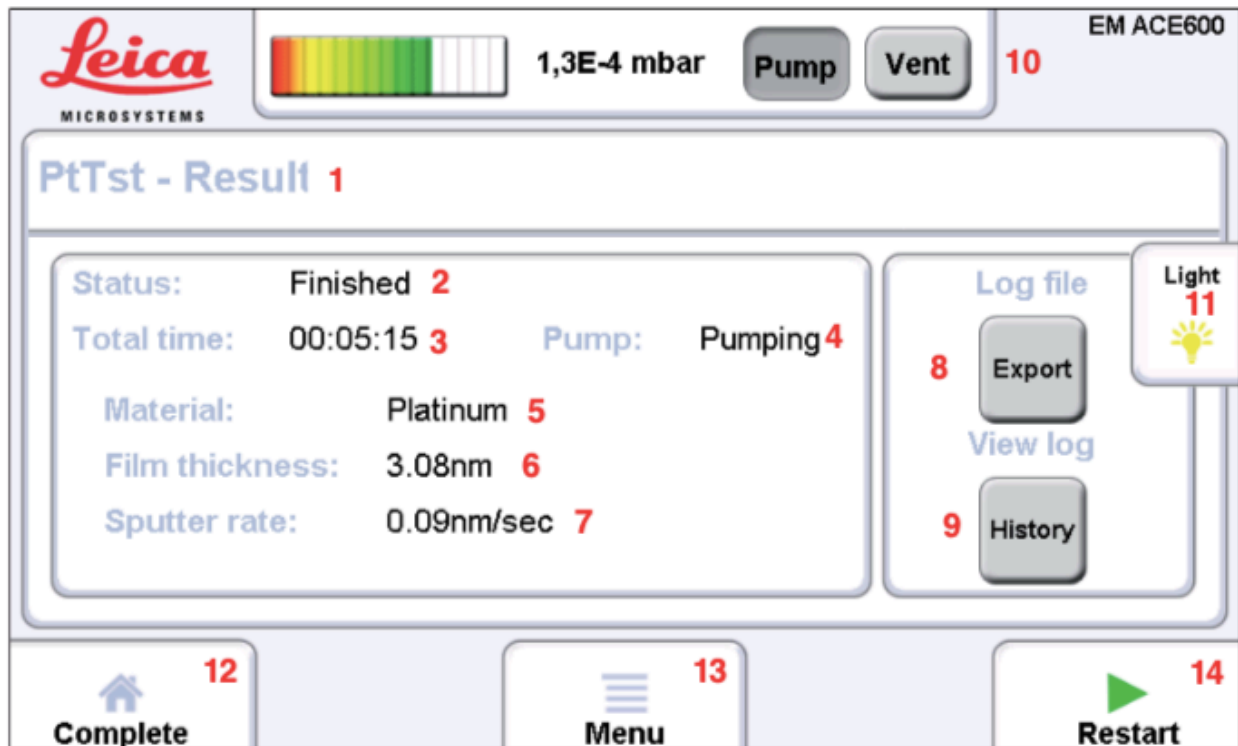 Leica
MICROSYSTEMS
1,3E-4 mbar Pump Vent 10 EM ACE600
PtTst - Result 1
Status: Finished 2
Total time: 00:05:15 3 Pump: Pumping 4
Material: Platinum 5
Film thickness: 3.08nm 6
Sputter rate: 0.09nm/sec 7
Log file
8 Export
View log
9 History
Light
11
12
Complete
13
Menu
14
Restart